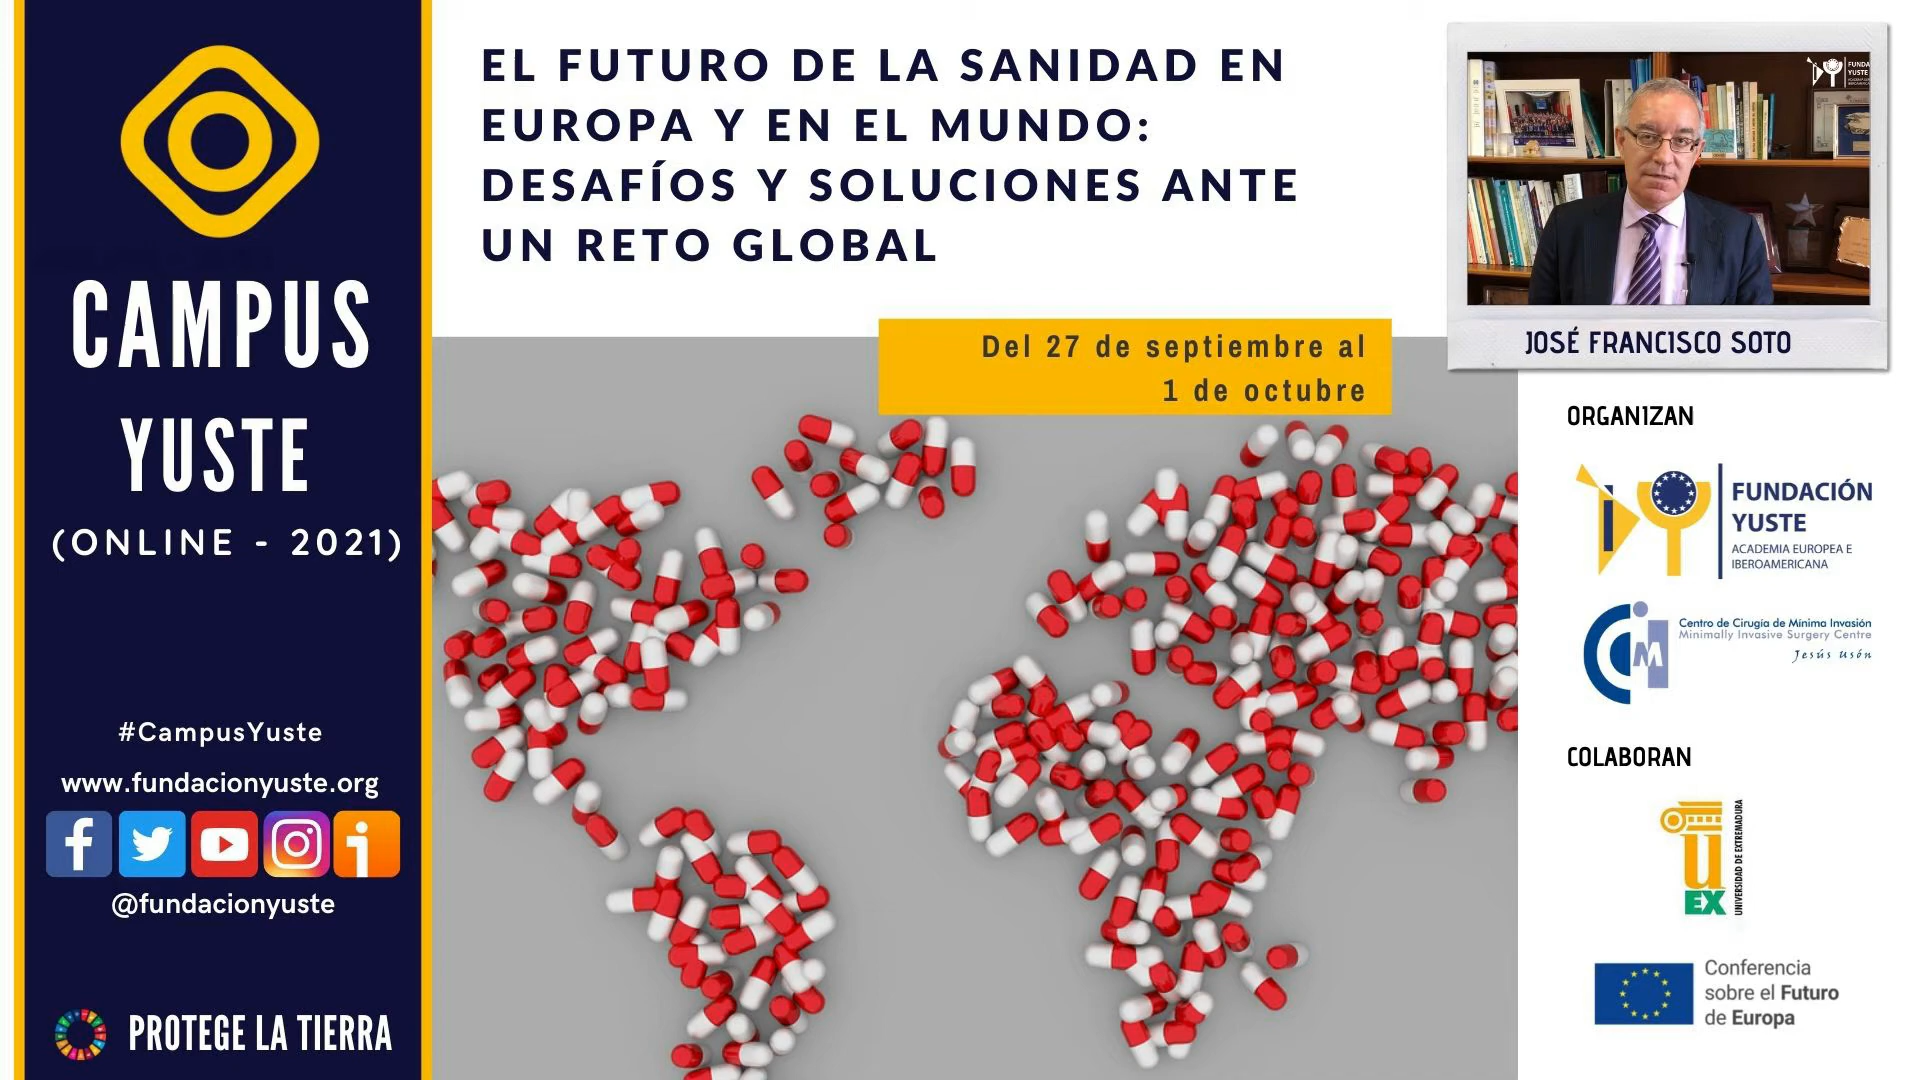 CAMPUS
YUSTE
(ONLINE - 2021)
#CampusYuste
www.fundacionyuste.org
@fundacionyuste
PROTEGE LA TIERRA
EL FUTURO DE LA SANIDAD EN
EUROPA Y EN EL MUNDO:
DESAFÍOS Y SOLUCIONES ANTE
UN RETO GLOBAL
Del 27 de septiembre al
1 de octubre
JOSÉ FRANCISCO SOTO
ORGANIZAN
FUNDACIÓN
YUSTE
ACADEMIA EUROPEA E
IBEROAMERICANA
Centro de Cirugía de Mínima Invasión
Minimally Invasive Surgery Centre
Jesús Usón
COLABORAN
UEX
UNIVERSIDAD DE EXTREMADURA
Conferencia
sobre el Futuro
de Europa